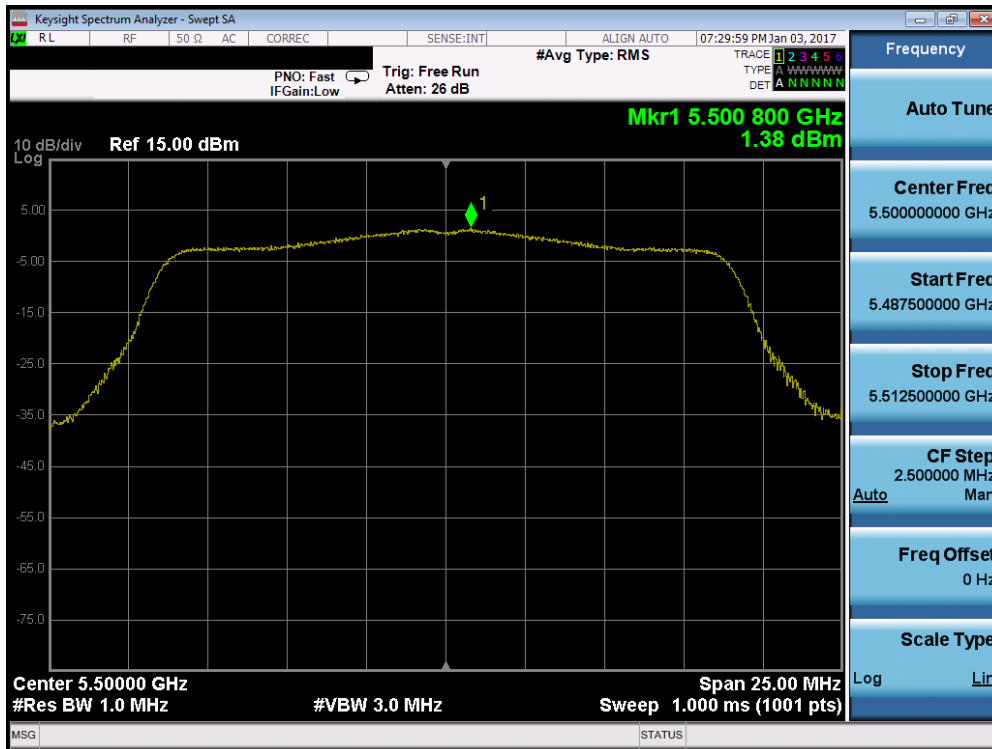 Keysight Spectrum Analyzer - Swept SA
LXI RL RF 50 Ω AC CORREC SENSE:INT ALIGN AUTO 07:29:59 PM Jan 03, 2017
#Avg Type: RMS
TRACE 1 2 3 4 5 6
TYPE A WWWWWW
DET A N N N N N
PNO: Fast
IFGain:Low
Trig: Free Run
Atten: 26 dB
Mkr1 5.500 800 GHz
1.38 dBm
10 dB/div Ref 15.00 dBm
Log
1
5.00
-5.00
-15.0
-25.0
-35.0
-45.0
-55.0
-65.0
-75.0
Center 5.50000 GHz Span 25.00 MHz
#Res BW 1.0 MHz #VBW 3.0 MHz Sweep 1.000 ms (1001 pts)
MSG STATUS
Frequency
Auto Tune
Center Freq
5.500000000 GHz
Start Freq
5.487500000 GHz
Stop Freq
5.512500000 GHz
CF Step
2.500000 MHz
Auto Man
Freq Offset
0 Hz
Scale Type
Log Lin